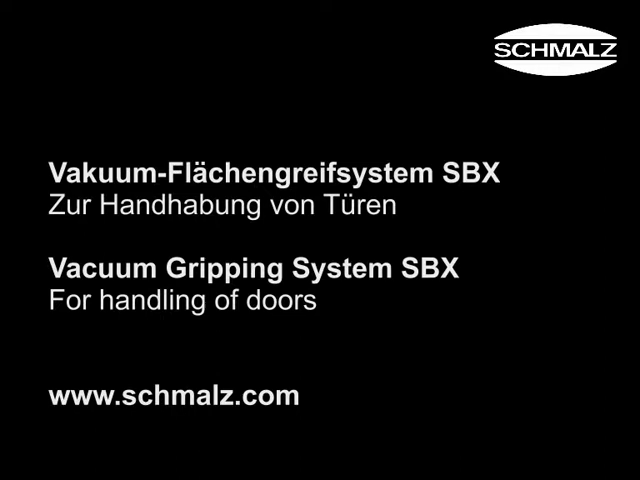 SCHMALZ
Vakuum-Flächengreifsystem SBX
Zur Handhabung von Türen
Vacuum Gripping System SBX
For handling of doors
www.schmalz.com